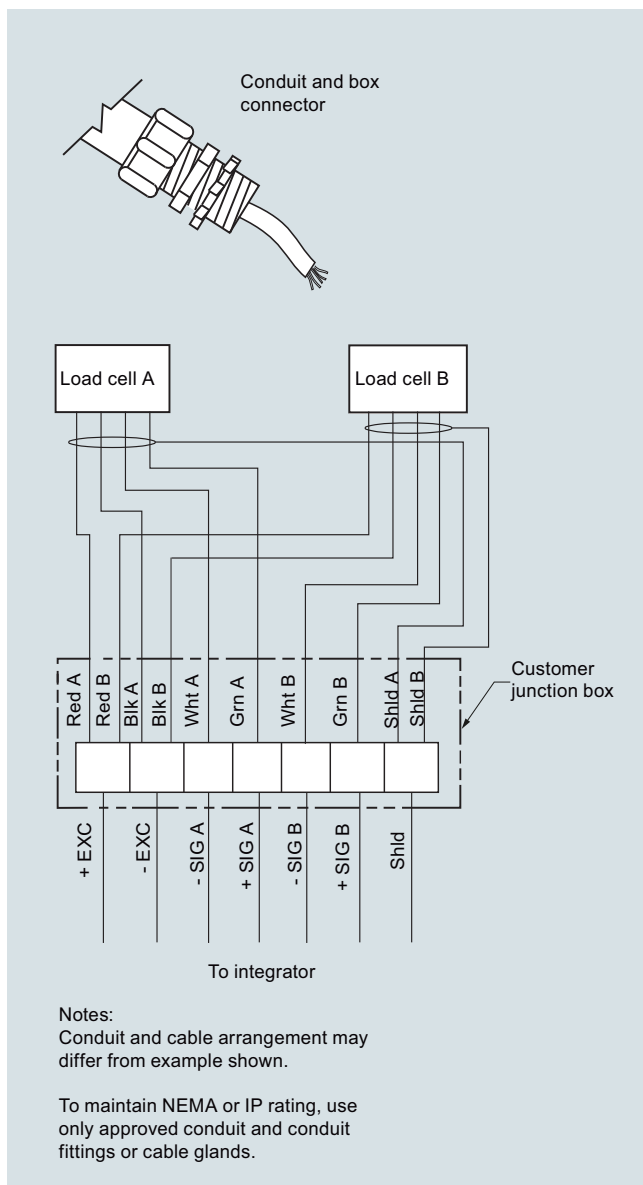 Conduit and box
connector
Load cell A
Load cell B
Red A
Red B
Blk A
Blk B
Wht A
Grn A
Wht B
Grn B
Shld A
Shld B
Customer
junction box
+ EXC
- EXC
- SIG A
+ SIG A
- SIG B
+ SIG B
Shld
To integrator
Notes:
Conduit and cable arrangement may
differ from example shown.
To maintain NEMA or IP rating, use
only approved conduit and conduit
fittings or cable glands.